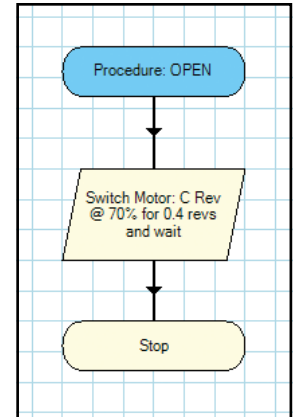 Procedure: OPEN
Switch Motor: C Rev
@ 70% for 0.4 revs
and wait
Stop